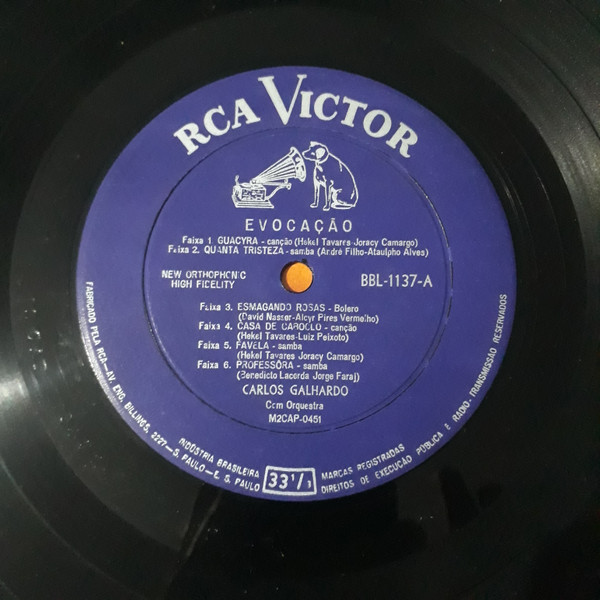 RCA VICTOR
EVOCAÇÃO
Faixa 1. GUACYRA - canção (Hekel Tavares-Joracy Camargo)
Faixa 2. QUANTA TRISTEZA - samba (André Filho-Ataulpho Alves)
NEW ORTHOPHONIC
HIGH FIDELITY
BBL-1137-A
Faixa 3. ESMAGANDO ROSAS - Bolero
(David Nasser-Alcyr Pires Vermelho)
Faixa 4. CASA DE CABOCLO - canção
(Hekel Tavares-Luiz Peixoto)
Faixa 5. FAVELA - samba
(Hekel Tavares Joracy Camargo)
Faixa 6. PROFESSÔRA - samba
(Benedicto Lacerda Jorge Faraj)
CARLOS GALHARDO
Com Orquestra
M2CAP-0451
FABRICADO PELA RCA-AV. ENG. BILLINGS, 2227-S. PAULO-E. S. PAULO
INDÚSTRIA BRASILEIRA
33 1/3
MARCAS REGISTRADAS
DIREITOS DE EXECUÇÃO PÚBLICA E RÁDIO-TRANSMISSÃO RESERVADOS